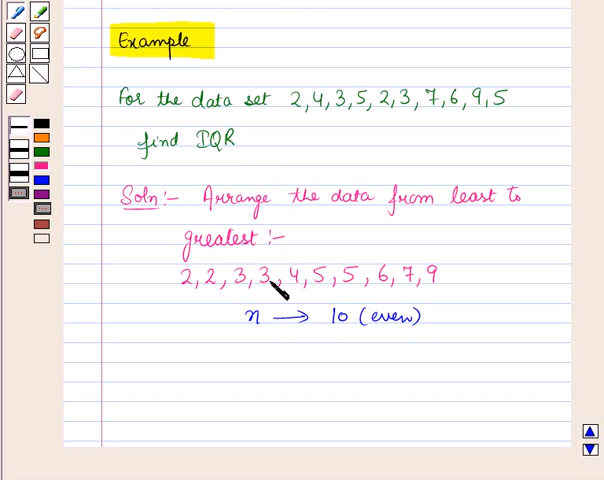 Example
For the data set 2,4,3,5,2,3,7,6,9,5
find IQR
Soln:- Arrange the data from least to
greatest:-
2,2,3,3,4,5,5,6,7,9
n → 10 (even)